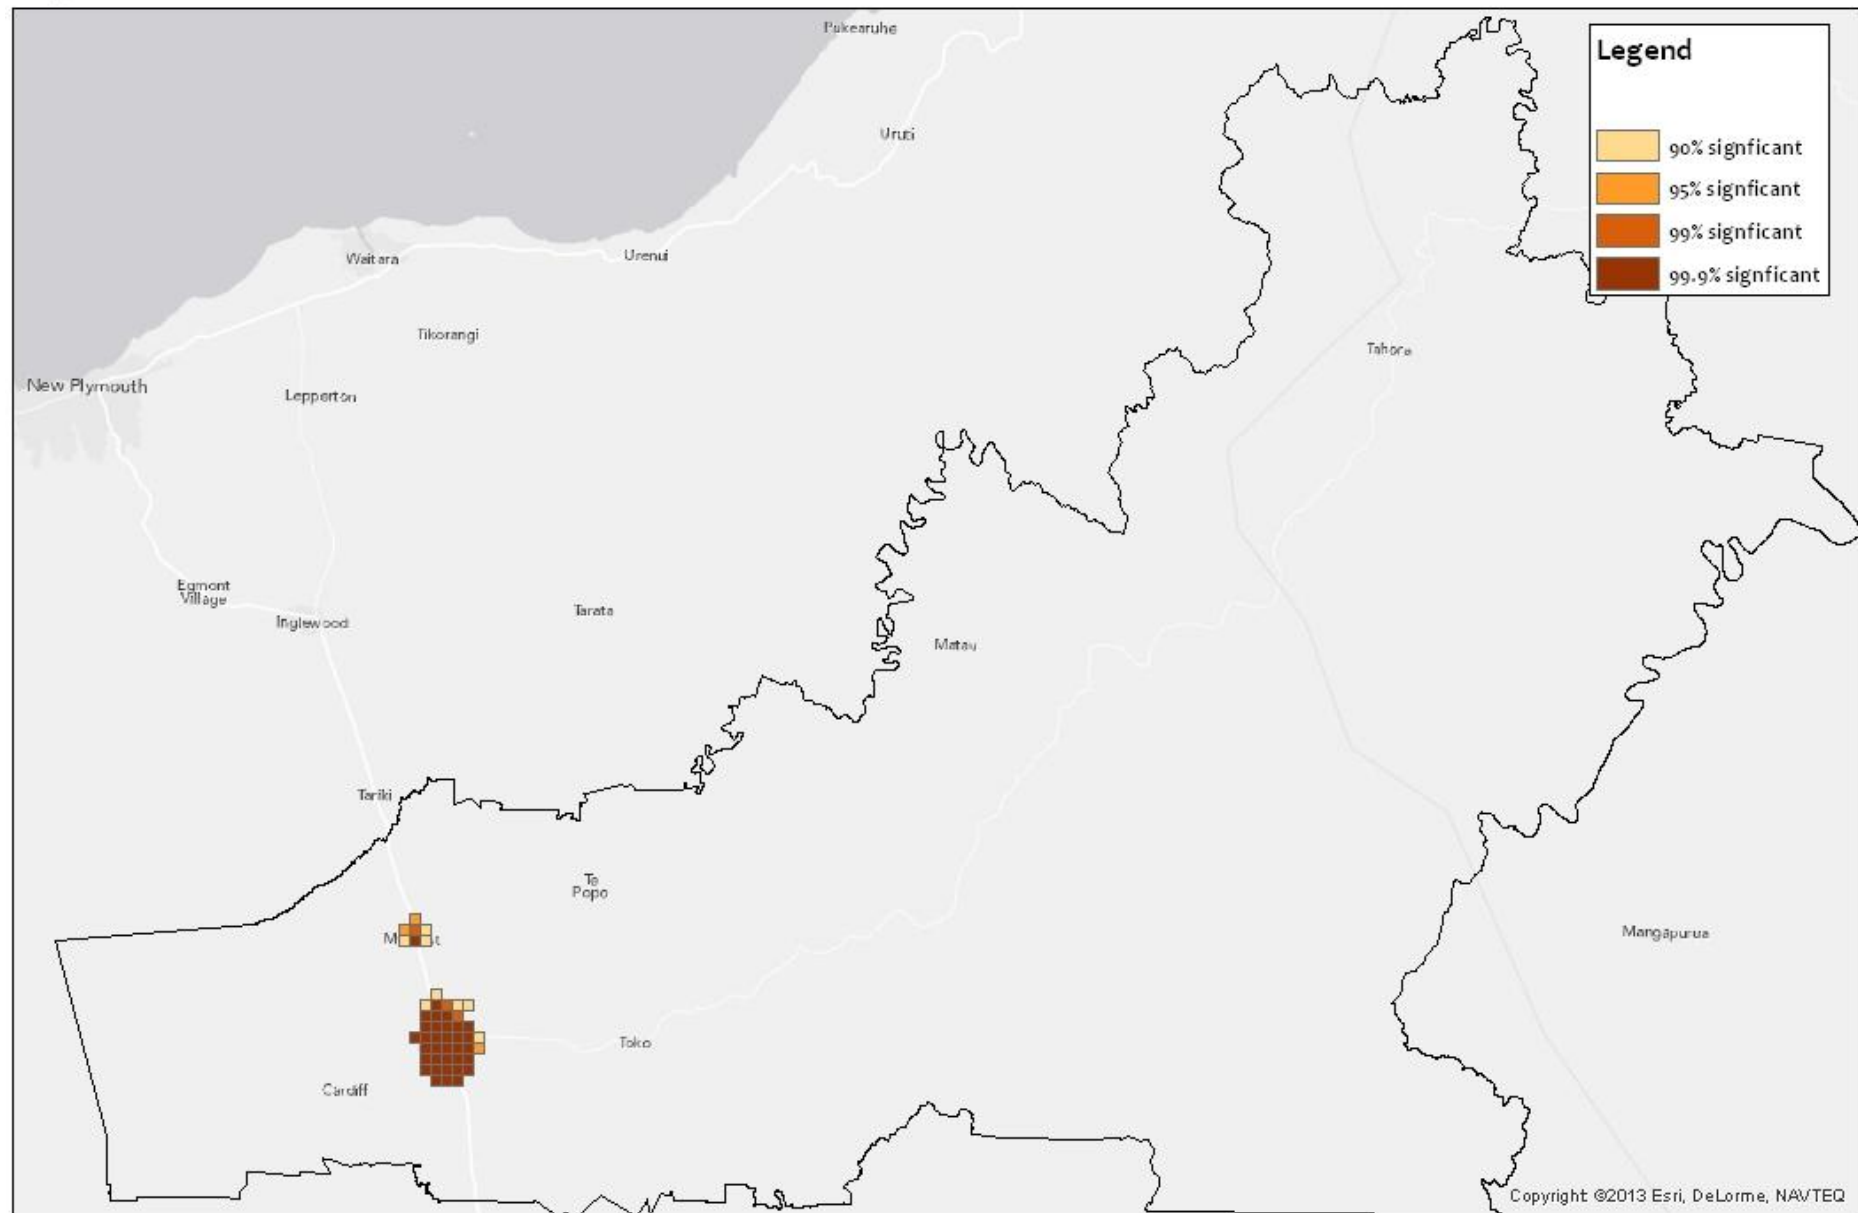 Pukearuhe
Legend
Uruti
90% signficant
95% signficant
99% signficant
99.9% signficant
Waitara
Urenui
Tikorangi
Tahora
New Plymouth
Lepperton
Egmont
Village
Inglewood
Tarata
Matau
Tariki
Te
Popo
Mangapurua
Toko
Cardiff
Copyright ©2013 Esri, DeLorme, NAVTEQ